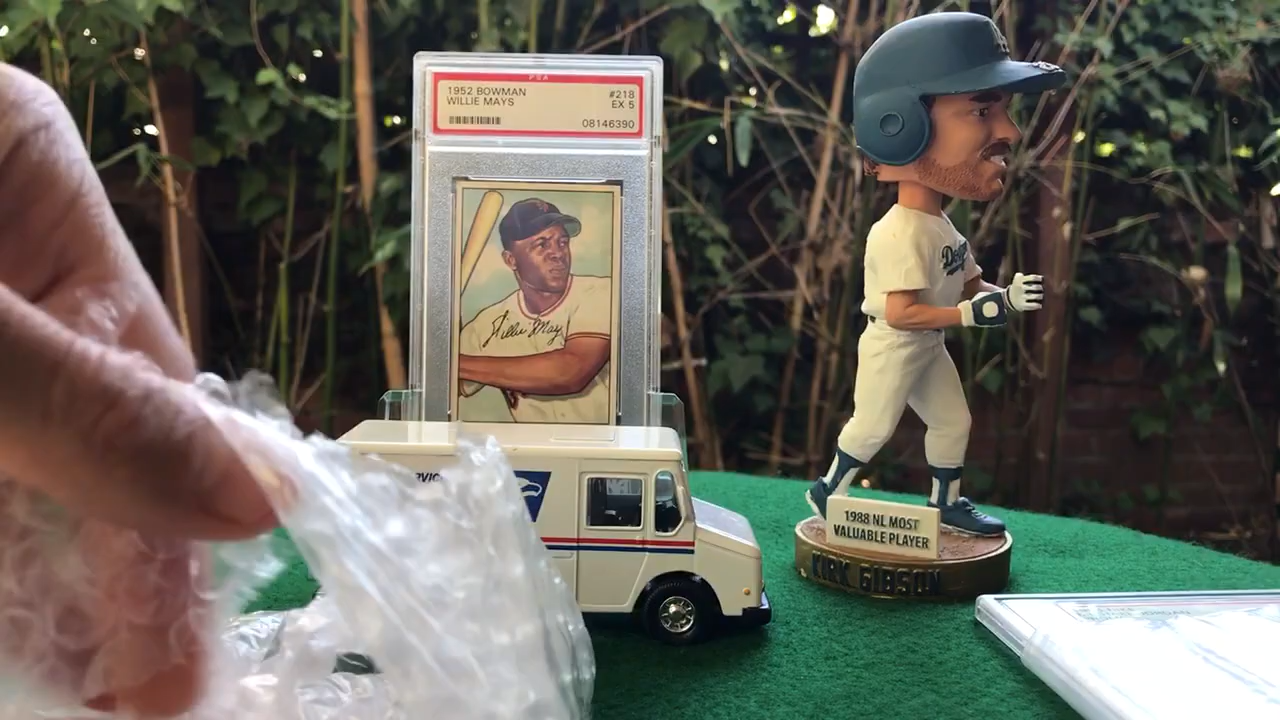 PSA
1952 BOWMAN #218
WILLIE MAYS EX 5
08146390
Willie Mays
LA
Dodgers
1988 NL MOST
VALUABLE PLAYER
KIRK GIBSON